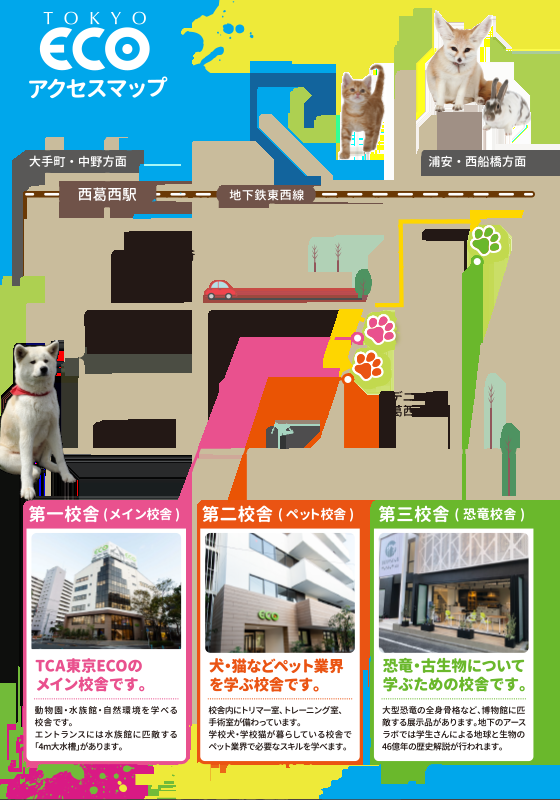 TOKYO
ECO
アクセスマップ
大手町・中野方面
浦安・西船橋方面
西葛西駅
地下鉄東西線
第一校舎(メイン校舎)
TCA東京ECOの
メイン校舎です。
動物園・水族館・自然環境を学べる
校舎です。
エントランスには水族館に匹敵する
「4m大水槽」があります。
第二校舎(ペット校舎)
eco
犬・猫などペット業界
を学ぶ校舎です。
校舎内にトリマー室、トレーニング室、
手術室が備わっています。
学校犬・学校猫が暮らしている校舎で
ペット業界で必要なスキルを学べます。
第三校舎(恐竜校舎)
恐竜・古生物について
学ぶための校舎です。
大型恐竜の全身骨格など、博物館に匹
敵する展示品があります。地下のアース
ラボでは学生さんによる地球と生物の
46億年の歴史解説が行われます。